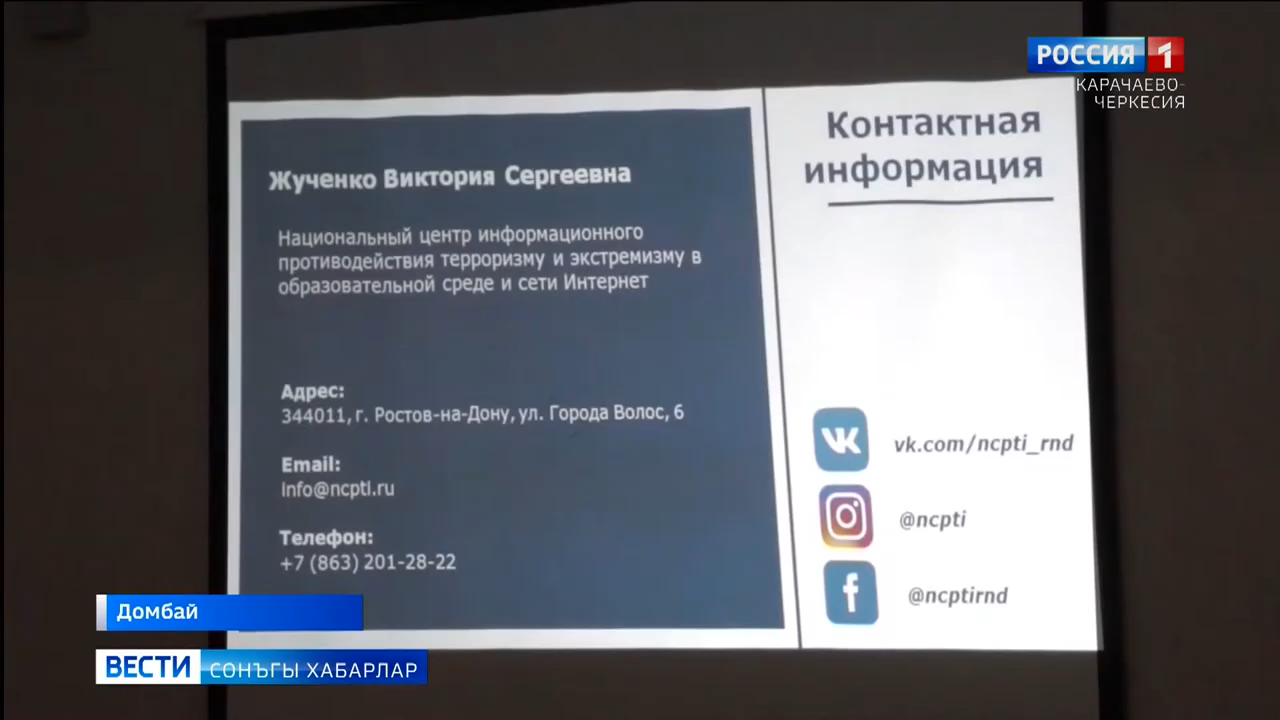 РОССИЯ 1
КАРАЧАЕВО-
ЧЕРКЕСИЯ
Контактная
информация
Жученко Виктория Сергеевна
Национальный центр информационного
противодействия терроризму и экстремизму в
образовательной среде и сети Интернет
Адрес:
344011, г. Ростов-на-Дону, ул. Города Волос, 6
Email:
info@ncpti.ru
Телефон:
+7 (863) 201-28-22
vk.com/ncpti_rnd
@ncpti
@ncptirnd
Домбай
ВЕСТИ СОНЪГЫ ХАБАРЛАР